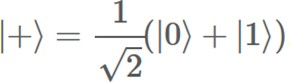 |+⟩ = 1/√2(|0⟩ + |1⟩)